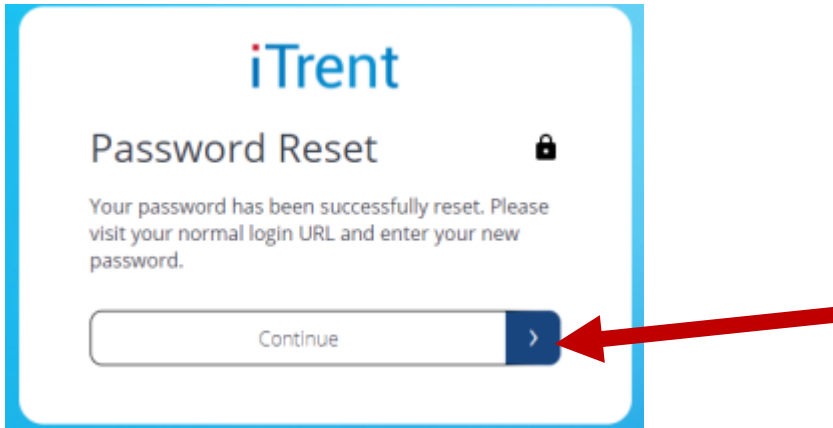 iTrent
Password Reset
Your password has been successfully reset. Please
visit your normal login URL and enter your new
password.
Continue